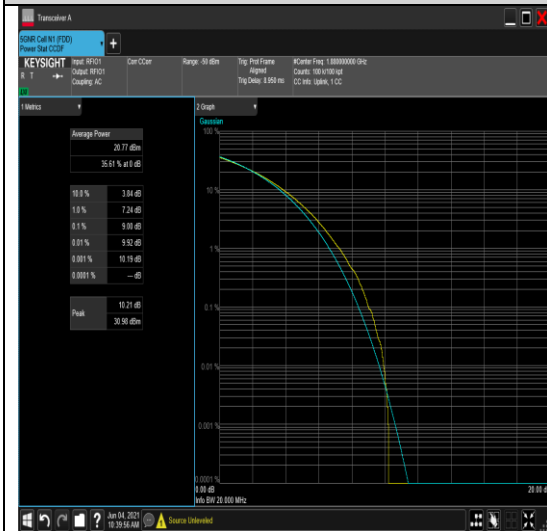 Transceiver A
5GNR Cell N1 (FDD)
Power Stat CCDF
KEYSIGHT
R T
Input: RFIO1
Output: RFIO1
Coupling: AC
Corr CCorr
Range: -50 dBm
Trig: Prot Frame
Aligned
Trig Delay: 8.950 ms
#Center Freq: 1.880000000 GHz
Counts: 100 k/100 kpt
CC Info: Uplink, 1 CC
1 Metrics
Average Power
20.77 dBm
35.61 % at 0 dB
10.0 % 3.84 dB
1.0 % 7.24 dB
0.1 % 9.00 dB
0.01 % 9.92 dB
0.001 % 10.19 dB
0.0001 % --- dB
Peak
10.21 dB
30.98 dBm
2 Graph
Gaussian
100 %
10 %
1 %
0.1 %
0.01 %
0.001 %
0.0001 %
0.00 dB
20.00 d
Info BW 20.000 MHz
Jun 04, 2021
10:39:56 AM
Source Unleveled